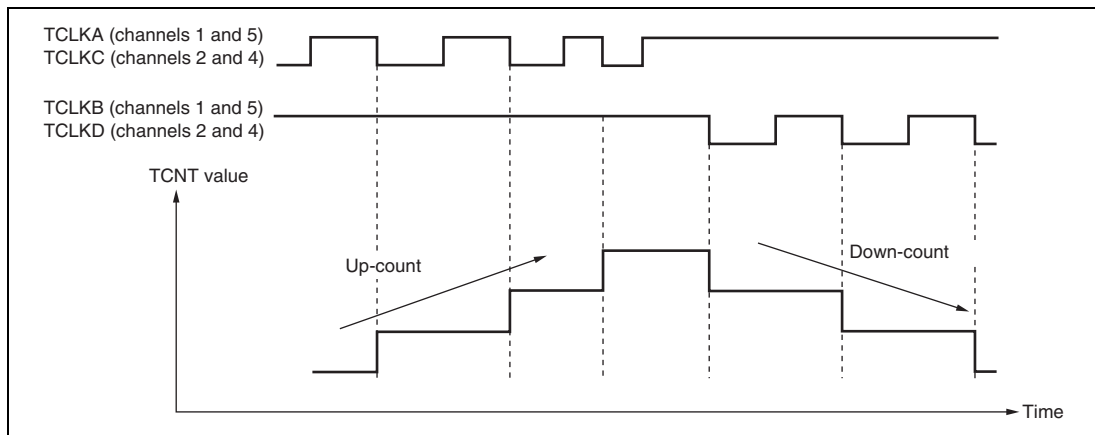 TCLKA (channels 1 and 5)
TCLKC (channels 2 and 4)
TCLKB (channels 1 and 5)
TCLKD (channels 2 and 4)
TCNT value
Up-count
Down-count
Time